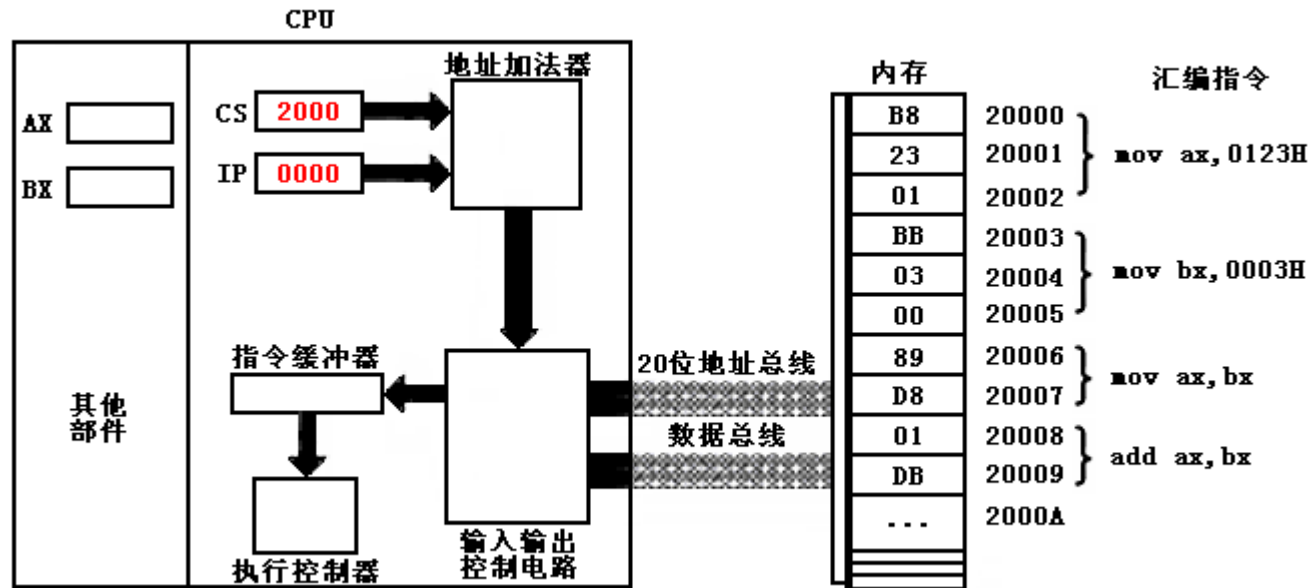 CPU
地址加法器
内存
汇编指令
AX
CS 2000
BX
IP 0000
B8 20000
23 20001
01 20002
mov ax,0123H
BB 20003
03 20004
00 20005
mov bx,0003H
89 20006
D8 20007
mov ax,bx
01 20008
DB 20009
add ax,bx
... 2000A
指令缓冲器
20位地址总线
数据总线
其他
部件
执行控制器
输入输出
控制电路